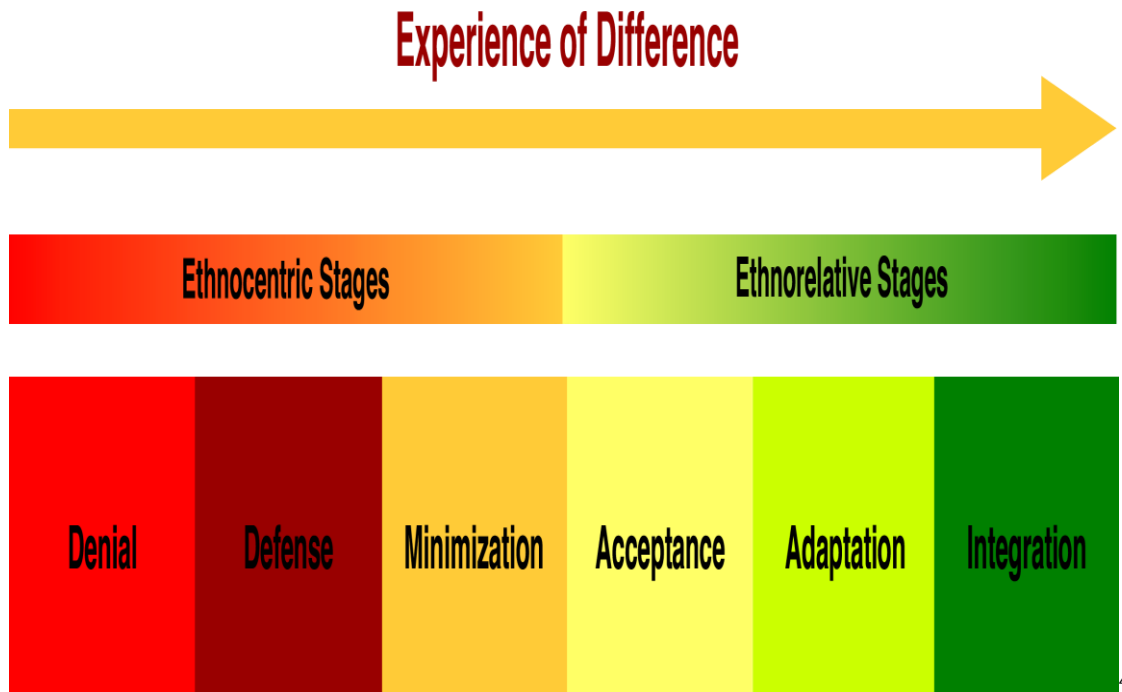 Experience of Difference
Ethnocentric Stages
Ethnorelative Stages
Denial
Defense
Minimization
Acceptance
Adaptation
Integration